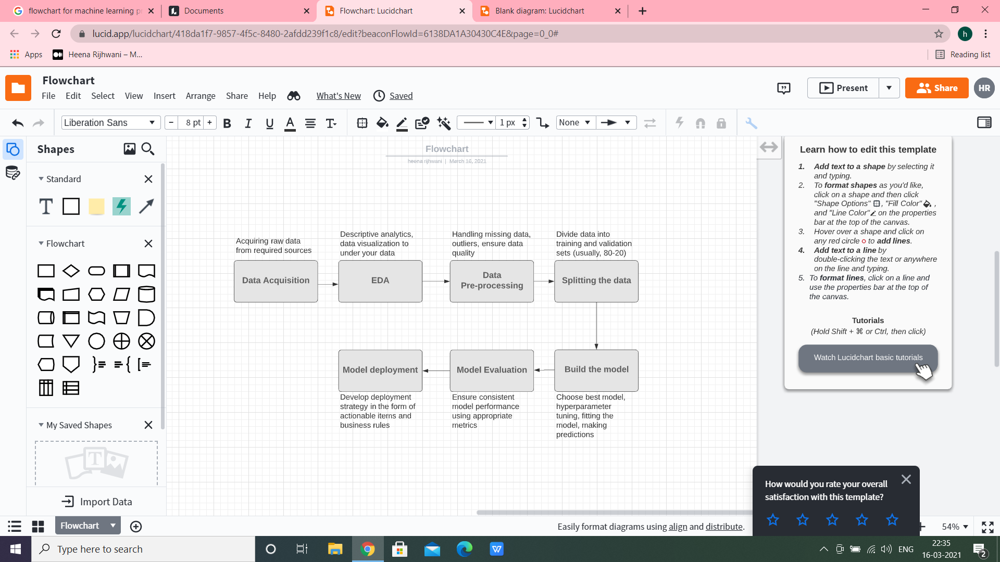 flowchart for machine learning p
Documents
Flowchart: Lucidchart
Blank diagram: Lucidchart
lucid.app/lucidchart/418da1f7-9857-4f5c-8480-2afdd239f1c8/edit?beaconFlowId=6138DA1A30430C4E&page=0_0#
h
Apps
Heena Rijhwani – M...
Reading list
Flowchart
File Edit Select View Insert Arrange Share Help What's New Saved
Present
Share
HR
Liberation Sans
- 8 pt +
B I U A T
1 px
None
Shapes
Standard
T
Flowchart
My Saved Shapes
T
Import Data
Flowchart
heena rijhwani | March 16, 2021
Acquiring raw data
from required sources
Data Acquisition
Descriptive analytics,
data visualization to
under your data
EDA
Handling missing data,
outliers, ensure data
quality
Data
Pre-processing
Divide data into
training and validation
sets (usually, 80-20)
Splitting the data
Model deployment
Develop deployment
strategy in the form of
actionable items and
business rules
Model Evaluation
Ensure consistent
model performance
using appropriate
metrics
Build the model
Choose best model,
hyperparameter
tuning, fitting the
model, making
predictions
Learn how to edit this template
1. Add text to a shape by selecting it
and typing.
2. To format shapes as you'd like,
click on a shape and then click
"Shape Options" , "Fill Color" ,
and "Line Color" on the properties
bar at the top of the canvas.
3. Hover over a shape and click on
any red circle to add lines.
4. Add text to a line by
double-clicking the text or anywhere
on the line and typing.
5. To format lines, click on a line and
use the properties bar at the top of
the canvas.
Tutorials
(Hold Shift + ⌘ or Ctrl, then click)
Watch Lucidchart basic tutorials
How would you rate your overall
satisfaction with this template?
Flowchart
Easily format diagrams using align and distribute.
+ 54%
Type here to search
W
ENG
22:35
16-03-2021
2